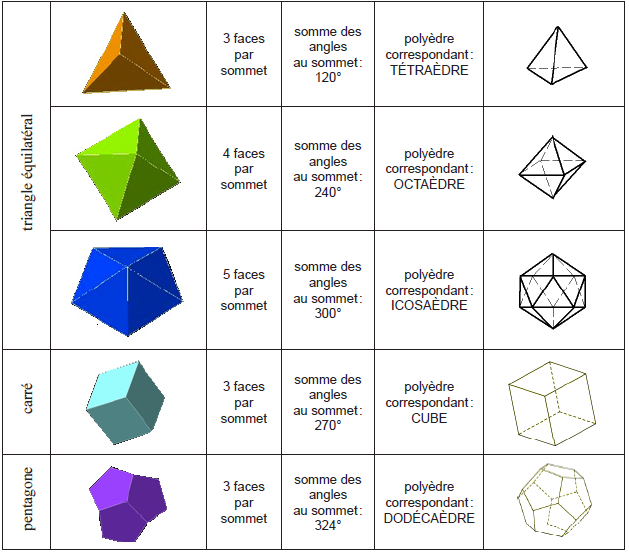 triangle équilatéral
3 faces
par
sommet
somme des
angles
au sommet:
120°
polyèdre
correspondant:
TÉTRAÈDRE
4 faces
par
sommet
somme des
angles
au sommet:
240°
polyèdre
correspondant:
OCTAÈDRE
5 faces
par
sommet
somme des
angles
au sommet:
300°
polyèdre
correspondant:
ICOSAÈDRE
carré
3 faces
par
sommet
somme des
angles
au sommet:
270°
polyèdre
correspondant:
CUBE
pentagone
3 faces
par
sommet
somme des
angles
au sommet:
324°
polyèdre
correspondant:
DODÉCAÈDRE